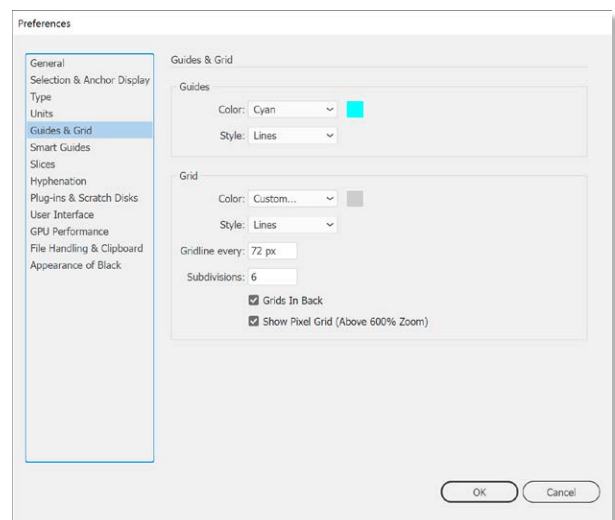 Preferences
General
Selection & Anchor Display
Type
Units
Guides & Grid
Smart Guides
Slices
Hyphenation
Plug-ins & Scratch Disks
User Interface
GPU Performance
File Handling & Clipboard
Appearance of Black
Guides & Grid
Guides
Color: Cyan
Style: Lines
Grid
Color: Custom...
Style: Lines
Gridline every: 72 px
Subdivisions: 6
Grids In Back
Show Pixel Grid (Above 600% Zoom)
OK
Cancel